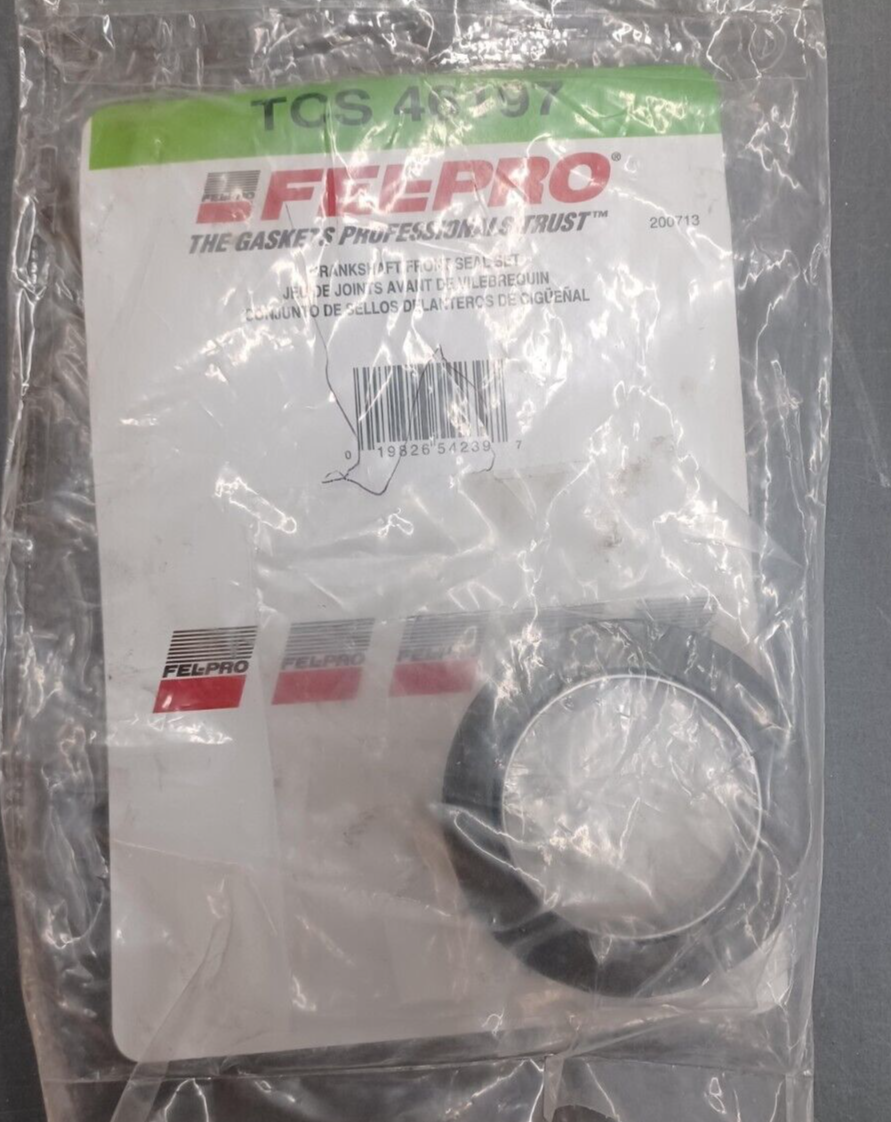 TCS 46197
FEL-PRO
FEL-PRO®
THE GASKETS PROFESSIONALS TRUST™
200713
CRANKSHAFT FRONT SEAL SET
JEU DE JOINTS AVANT DE VILEBREQUIN
CONJUNTO DE SELLOS DELANTEROS DE CIGÜEÑAL
0 19826 54239 7
FEL-PRO
FEL-PRO
FEL-PRO